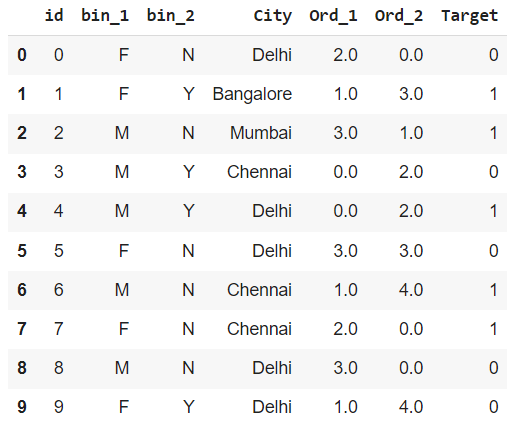 id bin_1 bin_2 City Ord_1 Ord_2 Target
0 0 F N Delhi 2.0 0.0 0
1 1 F Y Bangalore 1.0 3.0 1
2 2 M N Mumbai 3.0 1.0 1
3 3 M Y Chennai 0.0 2.0 0
4 4 M Y Delhi 0.0 2.0 1
5 5 F N Delhi 3.0 3.0 0
6 6 M N Chennai 1.0 4.0 1
7 7 F N Chennai 2.0 0.0 1
8 8 M N Delhi 3.0 0.0 0
9 9 F Y Delhi 1.0 4.0 0